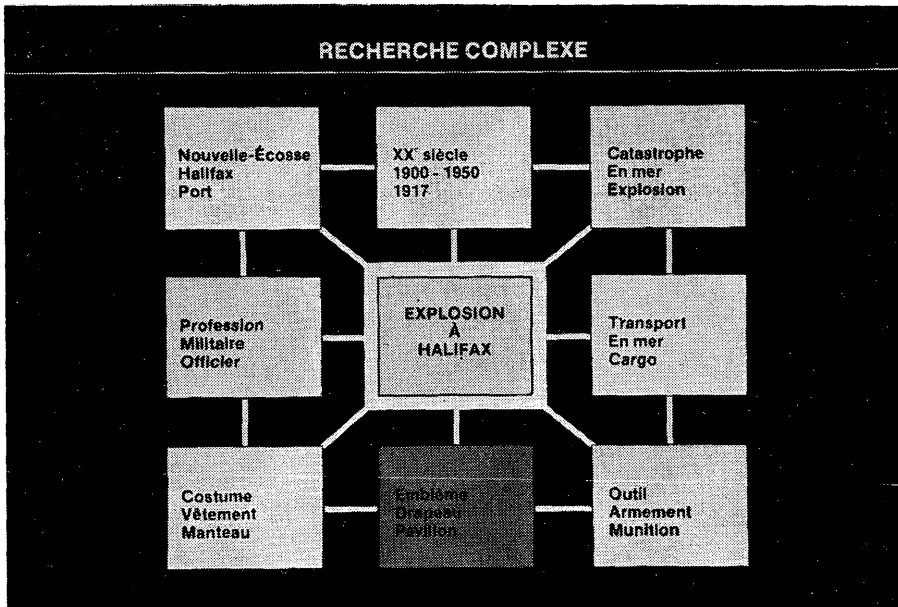 RECHERCHE COMPLEXE
Nouvelle-Écosse
Halifax
Port
XXe siècle
1900 - 1950
1917
Catastrophe
En mer
Explosion
Profession
Militaire
Officier
EXPLOSION
À
HALIFAX
Transport
En mer
Cargo
Costume
Vêtement
Manteau
Emblème
Drapeau
Pavillon
Outil
Armement
Munition